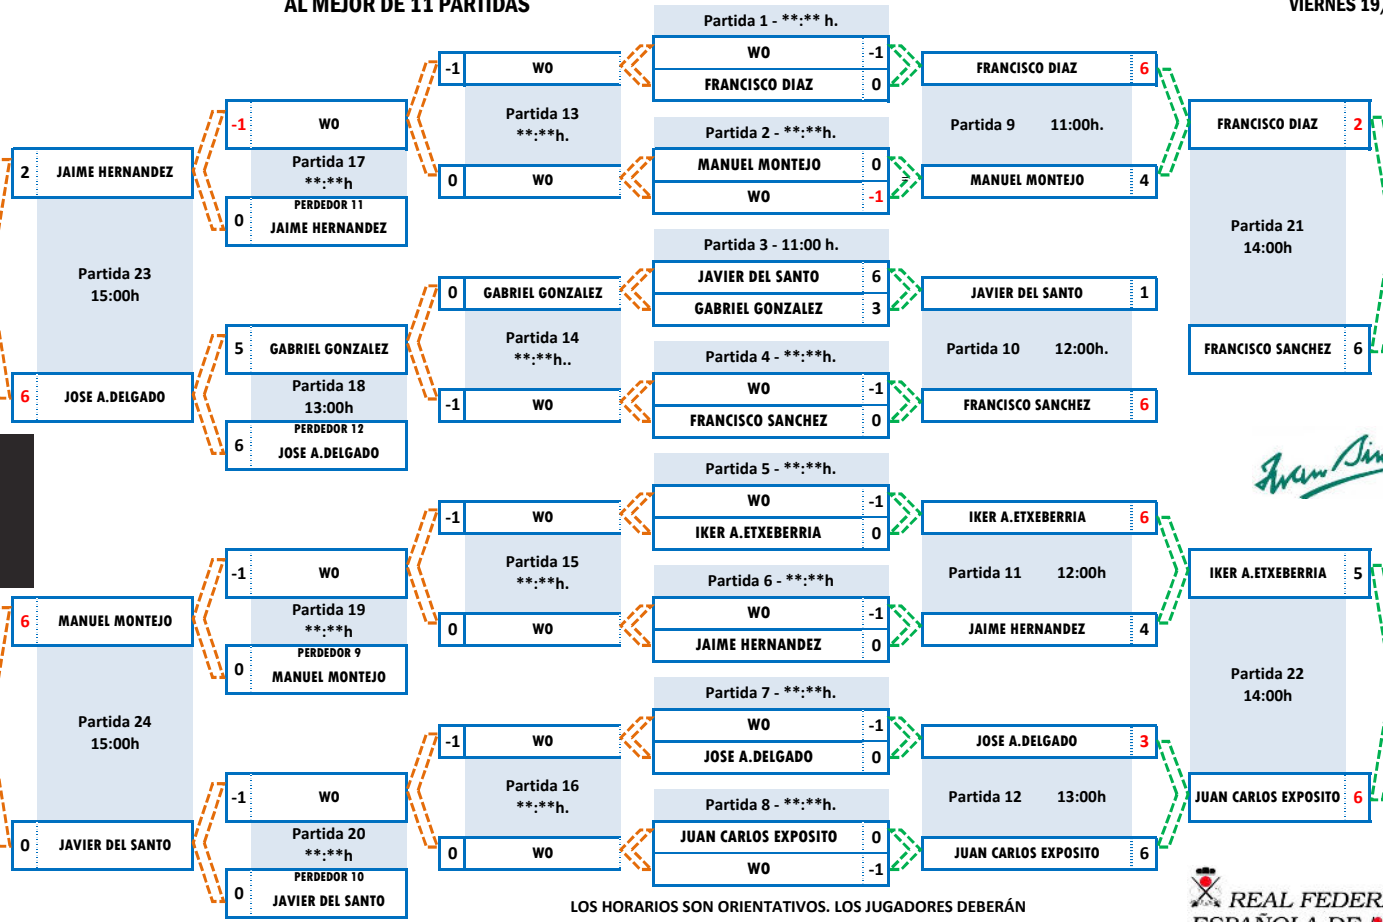 AL MEJOR DE 11 PARTIDAS
VIERNES 19
Partida 1 - **:** h.
WO -1
FRANCISCO DIAZ 0
Partida 2 - **:**h.
MANUEL MONTEJO 0
WO -1
Partida 3 - 11:00 h.
JAVIER DEL SANTO 6
GABRIEL GONZALEZ 3
Partida 4 - **:**h.
WO -1
FRANCISCO SANCHEZ 0
Partida 5 - **:**h.
WO -1
IKER A.ETXEBERRIA 0
Partida 6 - **:**h
WO -1
JAIME HERNANDEZ 0
Partida 7 - **:**h.
WO -1
JOSE A.DELGADO 0
Partida 8 - **:**h.
JUAN CARLOS EXPOSITO 0
WO -1
FRANCISCO DIAZ 6
Partida 9 11:00h.
= MANUEL MONTEJO 4
JAVIER DEL SANTO 1
Partida 10 12:00h.
FRANCISCO SANCHEZ 6
IKER A.ETXEBERRIA 6
Partida 11 12:00h
JAIME HERNANDEZ 4
JOSE A.DELGADO 3
Partida 12 13:00h
JUAN CARLOS EXPOSITO 6
-1 WO
Partida 13
**:**h.
0 WO
0 GABRIEL GONZALEZ
Partida 14
**:**h..
-1 WO
-1 WO
Partida 15
**:**h.
0 WO
-1 WO
Partida 16
**:**h.
0 WO
-1 WO
Partida 17
**:**h
PERDEDOR 11
0 JAIME HERNANDEZ
5 GABRIEL GONZALEZ
Partida 18
13:00h
PERDEDOR 12
6 JOSE A.DELGADO
-1 WO
Partida 19
**:**h
PERDEDOR 9
0 MANUEL MONTEJO
-1 WO
Partida 20
**:**h
PERDEDOR 10
0 JAVIER DEL SANTO
FRANCISCO DIAZ 2
Partida 21
14:00h
FRANCISCO SANCHEZ 6
IKER A.ETXEBERRIA 5
Partida 22
14:00h
JUAN CARLOS EXPOSITO 6
2 JAIME HERNANDEZ
Partida 23
15:00h
6 JOSE A.DELGADO
6 MANUEL MONTEJO
Partida 24
15:00h
0 JAVIER DEL SANTO
LOS HORARIOS SON ORIENTATIVOS. LOS JUGADORES DEBERÁN
REAL FEDER
ESPAÑOLA DE